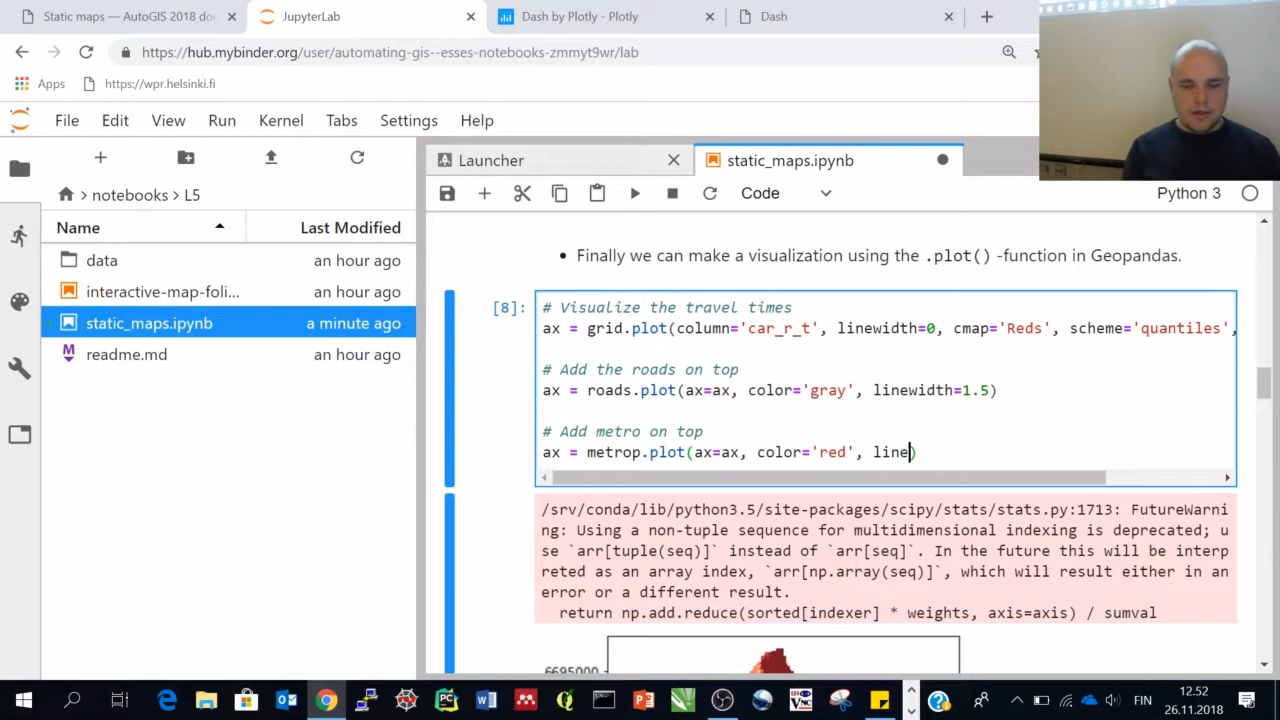 Static maps — AutoGIS 2018 do
JupyterLab
Dash by Plotly - Plotly
Dash
https://hub.mybinder.org/user/automating-gis--esses-notebooks-zmmyt9wr/lab
Apps
https://wpr.helsinki.fi
File Edit View Run Kernel Tabs Settings Help
Launcher
static_maps.ipynb
Code
Python 3
notebooks > L5
Name Last Modified
data an hour ago
interactive-map-foli... an hour ago
static_maps.ipynb a minute ago
readme.md an hour ago
• Finally we can make a visualization using the .plot() -function in Geopandas.
[8]:
# Visualize the travel times
ax = grid.plot(column='car_r_t', linewidth=0, cmap='Reds', scheme='quantiles',
# Add the roads on top
ax = roads.plot(ax=ax, color='gray', linewidth=1.5)
# Add metro on top
ax = metrop.plot(ax=ax, color='red', line)
/srv/conda/lib/python3.5/site-packages/scipy/stats/stats.py:1713: FutureWarni
ng: Using a non-tuple sequence for multidimensional indexing is deprecated; u
se `arr[tuple(seq)]` instead of `arr[seq]`. In the future this will be interp
reted as an array index, `arr[np.array(seq)]`, which will result either in an
error or a different result.
return np.add.reduce(sorted[indexer] * weights, axis=axis) / sumval
6695000
FIN
12.52
26.11.2018